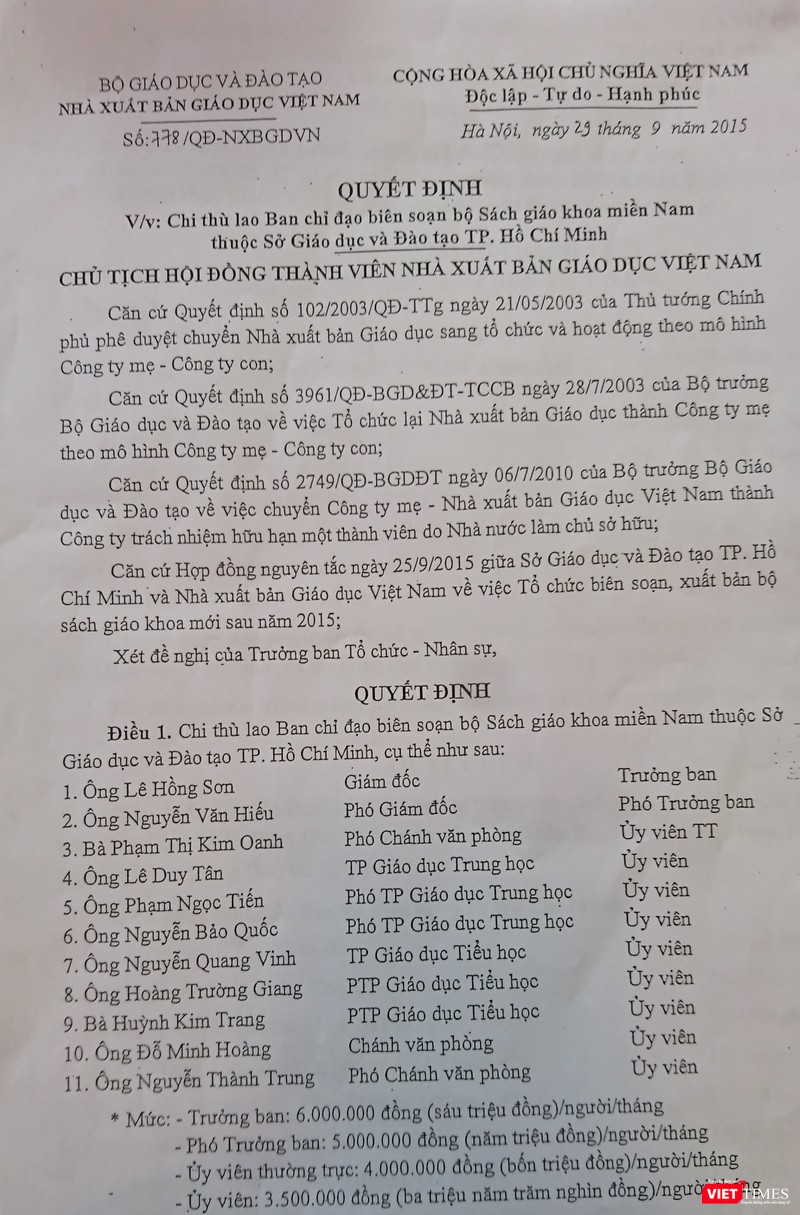 BỘ GIÁO DỤC VÀ ĐÀO TẠO
NHÀ XUẤT BẢN GIÁO DỤC VIỆT NAM
Số:778/QĐ-NXBGDVN
CỘNG HÒA XÃ HỘI CHỦ NGHĨA VIỆT NAM
Độc lập - Tự do - Hạnh phúc
Hà Nội, ngày 29 tháng 9 năm 2015
QUYẾT ĐỊNH
V/v: Chi thù lao Ban chỉ đạo biên soạn bộ Sách giáo khoa miền Nam
thuộc Sở Giáo dục và Đào tạo TP. Hồ Chí Minh
CHỦ TỊCH HỘI ĐỒNG THÀNH VIÊN NHÀ XUẤT BẢN GIÁO DỤC VIỆT NAM
Căn cứ Quyết định số 102/2003/QĐ-TTg ngày 21/05/2003 của Thủ tướng Chính
phủ phê duyệt chuyển Nhà xuất bản Giáo dục sang tổ chức và hoạt động theo mô hình
Công ty mẹ - Công ty con;
Căn cứ Quyết định số 3961/QĐ-BGD&ĐT-TCCB ngày 28/7/2003 của Bộ trưởng
Bộ Giáo dục và Đào tạo về việc Tổ chức lại Nhà xuất bản Giáo dục thành Công ty mẹ
theo mô hình Công ty mẹ - Công ty con;
Căn cứ Quyết định số 2749/QĐ-BGDĐT ngày 06/7/2010 của Bộ trưởng Bộ Giáo
dục và Đào tạo về việc chuyển Công ty mẹ - Nhà xuất bản Giáo dục Việt Nam thành
Công ty trách nhiệm hữu hạn một thành viên do Nhà nước làm chủ sở hữu;
Căn cứ Hợp đồng nguyên tắc ngày 25/9/2015 giữa Sở Giáo dục và Đào tạo TP. Hồ
Chí Minh và Nhà xuất bản Giáo dục Việt Nam về việc Tổ chức biên soạn, xuất bản bộ
sách giáo khoa mới sau năm 2015;
Xét đề nghị của Trưởng ban Tổ chức - Nhân sự,
QUYẾT ĐỊNH
Điều 1. Chi thù lao Ban chỉ đạo biên soạn bộ Sách giáo khoa miền Nam thuộc Sở
Giáo dục và Đào tạo TP. Hồ Chí Minh, cụ thể như sau:
1. Ông Lê Hồng Sơn Giám đốc Trưởng ban
2. Ông Nguyễn Văn Hiếu Phó Giám đốc Phó Trưởng ban
3. Bà Phạm Thị Kim Oanh Phó Chánh văn phòng Ủy viên TT
4. Ông Lê Duy Tân TP Giáo dục Trung học Ủy viên
5. Ông Phạm Ngọc Tiến Phó TP Giáo dục Trung học Ủy viên
6. Ông Nguyễn Bảo Quốc Phó TP Giáo dục Trung học Ủy viên
7. Ông Nguyễn Quang Vinh TP Giáo dục Tiểu học Ủy viên
8. Ông Hoàng Trường Giang PTP Giáo dục Tiểu học Ủy viên
9. Bà Huỳnh Kim Trang PTP Giáo dục Tiểu học Ủy viên
10. Ông Đỗ Minh Hoàng Chánh văn phòng Ủy viên
11. Ông Nguyễn Thành Trung Phó Chánh văn phòng Ủy viên
* Mức: - Trưởng ban: 6.000.000 đồng (sáu triệu đồng)/người/tháng
- Phó Trưởng ban: 5.000.000 đồng (năm triệu đồng)/người/tháng
- Ủy viên thường trực: 4.000.000 đồng (bốn triệu đồng)/người/tháng
- Ủy viên: 3.500.000 đồng (ba triệu năm trăm nghìn đồng)/người/tháng
VIETTIMES